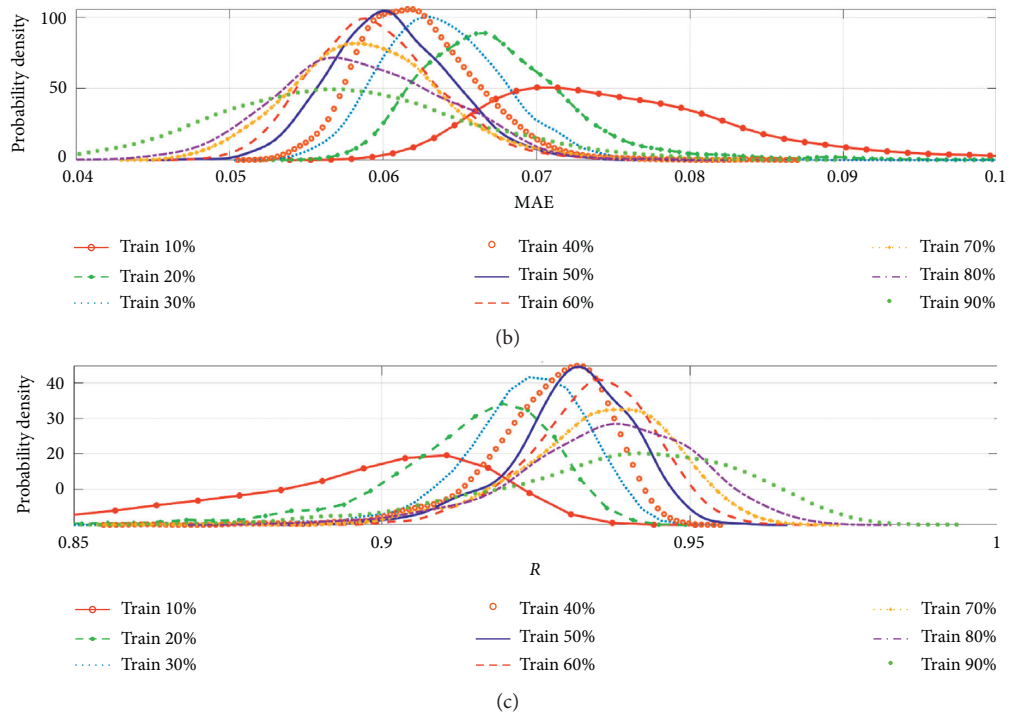 100
50
0
Probability density
0.04 0.05 0.06 0.07 0.08 0.09 0.1
MAE
Train 10% Train 40% Train 70%
Train 20% Train 50% Train 80%
Train 30% Train 60% Train 90%
(b)
40
30
20
0
Probability density
0.85 0.9 0.95 1
R
Train 10% Train 40% Train 70%
Train 20% Train 50% Train 80%
Train 30% Train 60% Train 90%
(c)